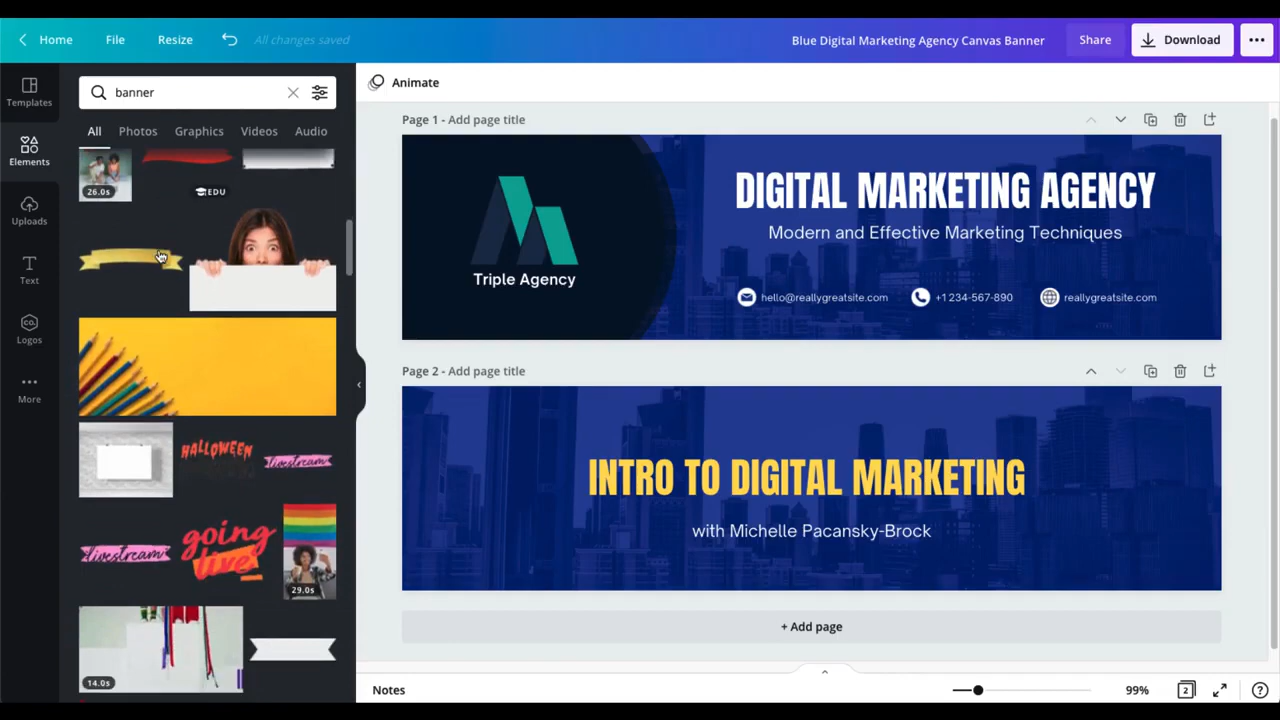 Home File Resize All changes saved Blue Digital Marketing Agency Canvas Banner Share Download
Templates
Elements
Uploads
Text
Co.
Logos
More
banner
All Photos Graphics Videos Audio
26.0s
EDU
HALLOWEEN
livestream
livestream
going
live
29.0s
14.0s
Animate
Page 1 - Add page title
Triple Agency
DIGITAL MARKETING AGENCY
Modern and Effective Marketing Techniques
hello@reallygreatsite.com +1 234-567-890 reallygreatsite.com
Page 2 - Add page title
INTRO TO DIGITAL MARKETING
with Michelle Pacansky-Brock
+ Add page
Notes 99% 2